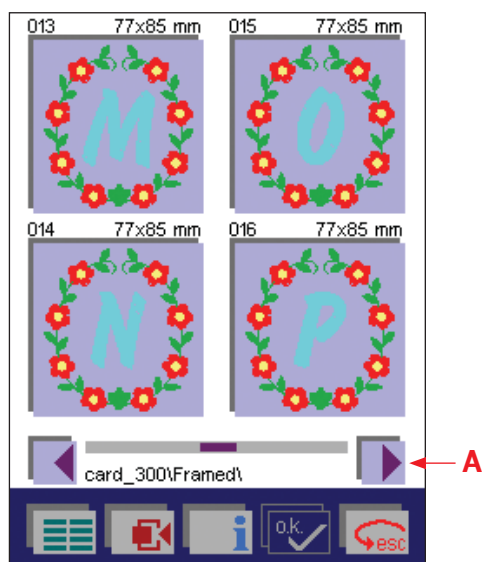 013 77x85 mm
015 77x85 mm
M
O
014 77x85 mm
016 77x85 mm
N
P
A
card_300\Framed\
i
o.k.
esc